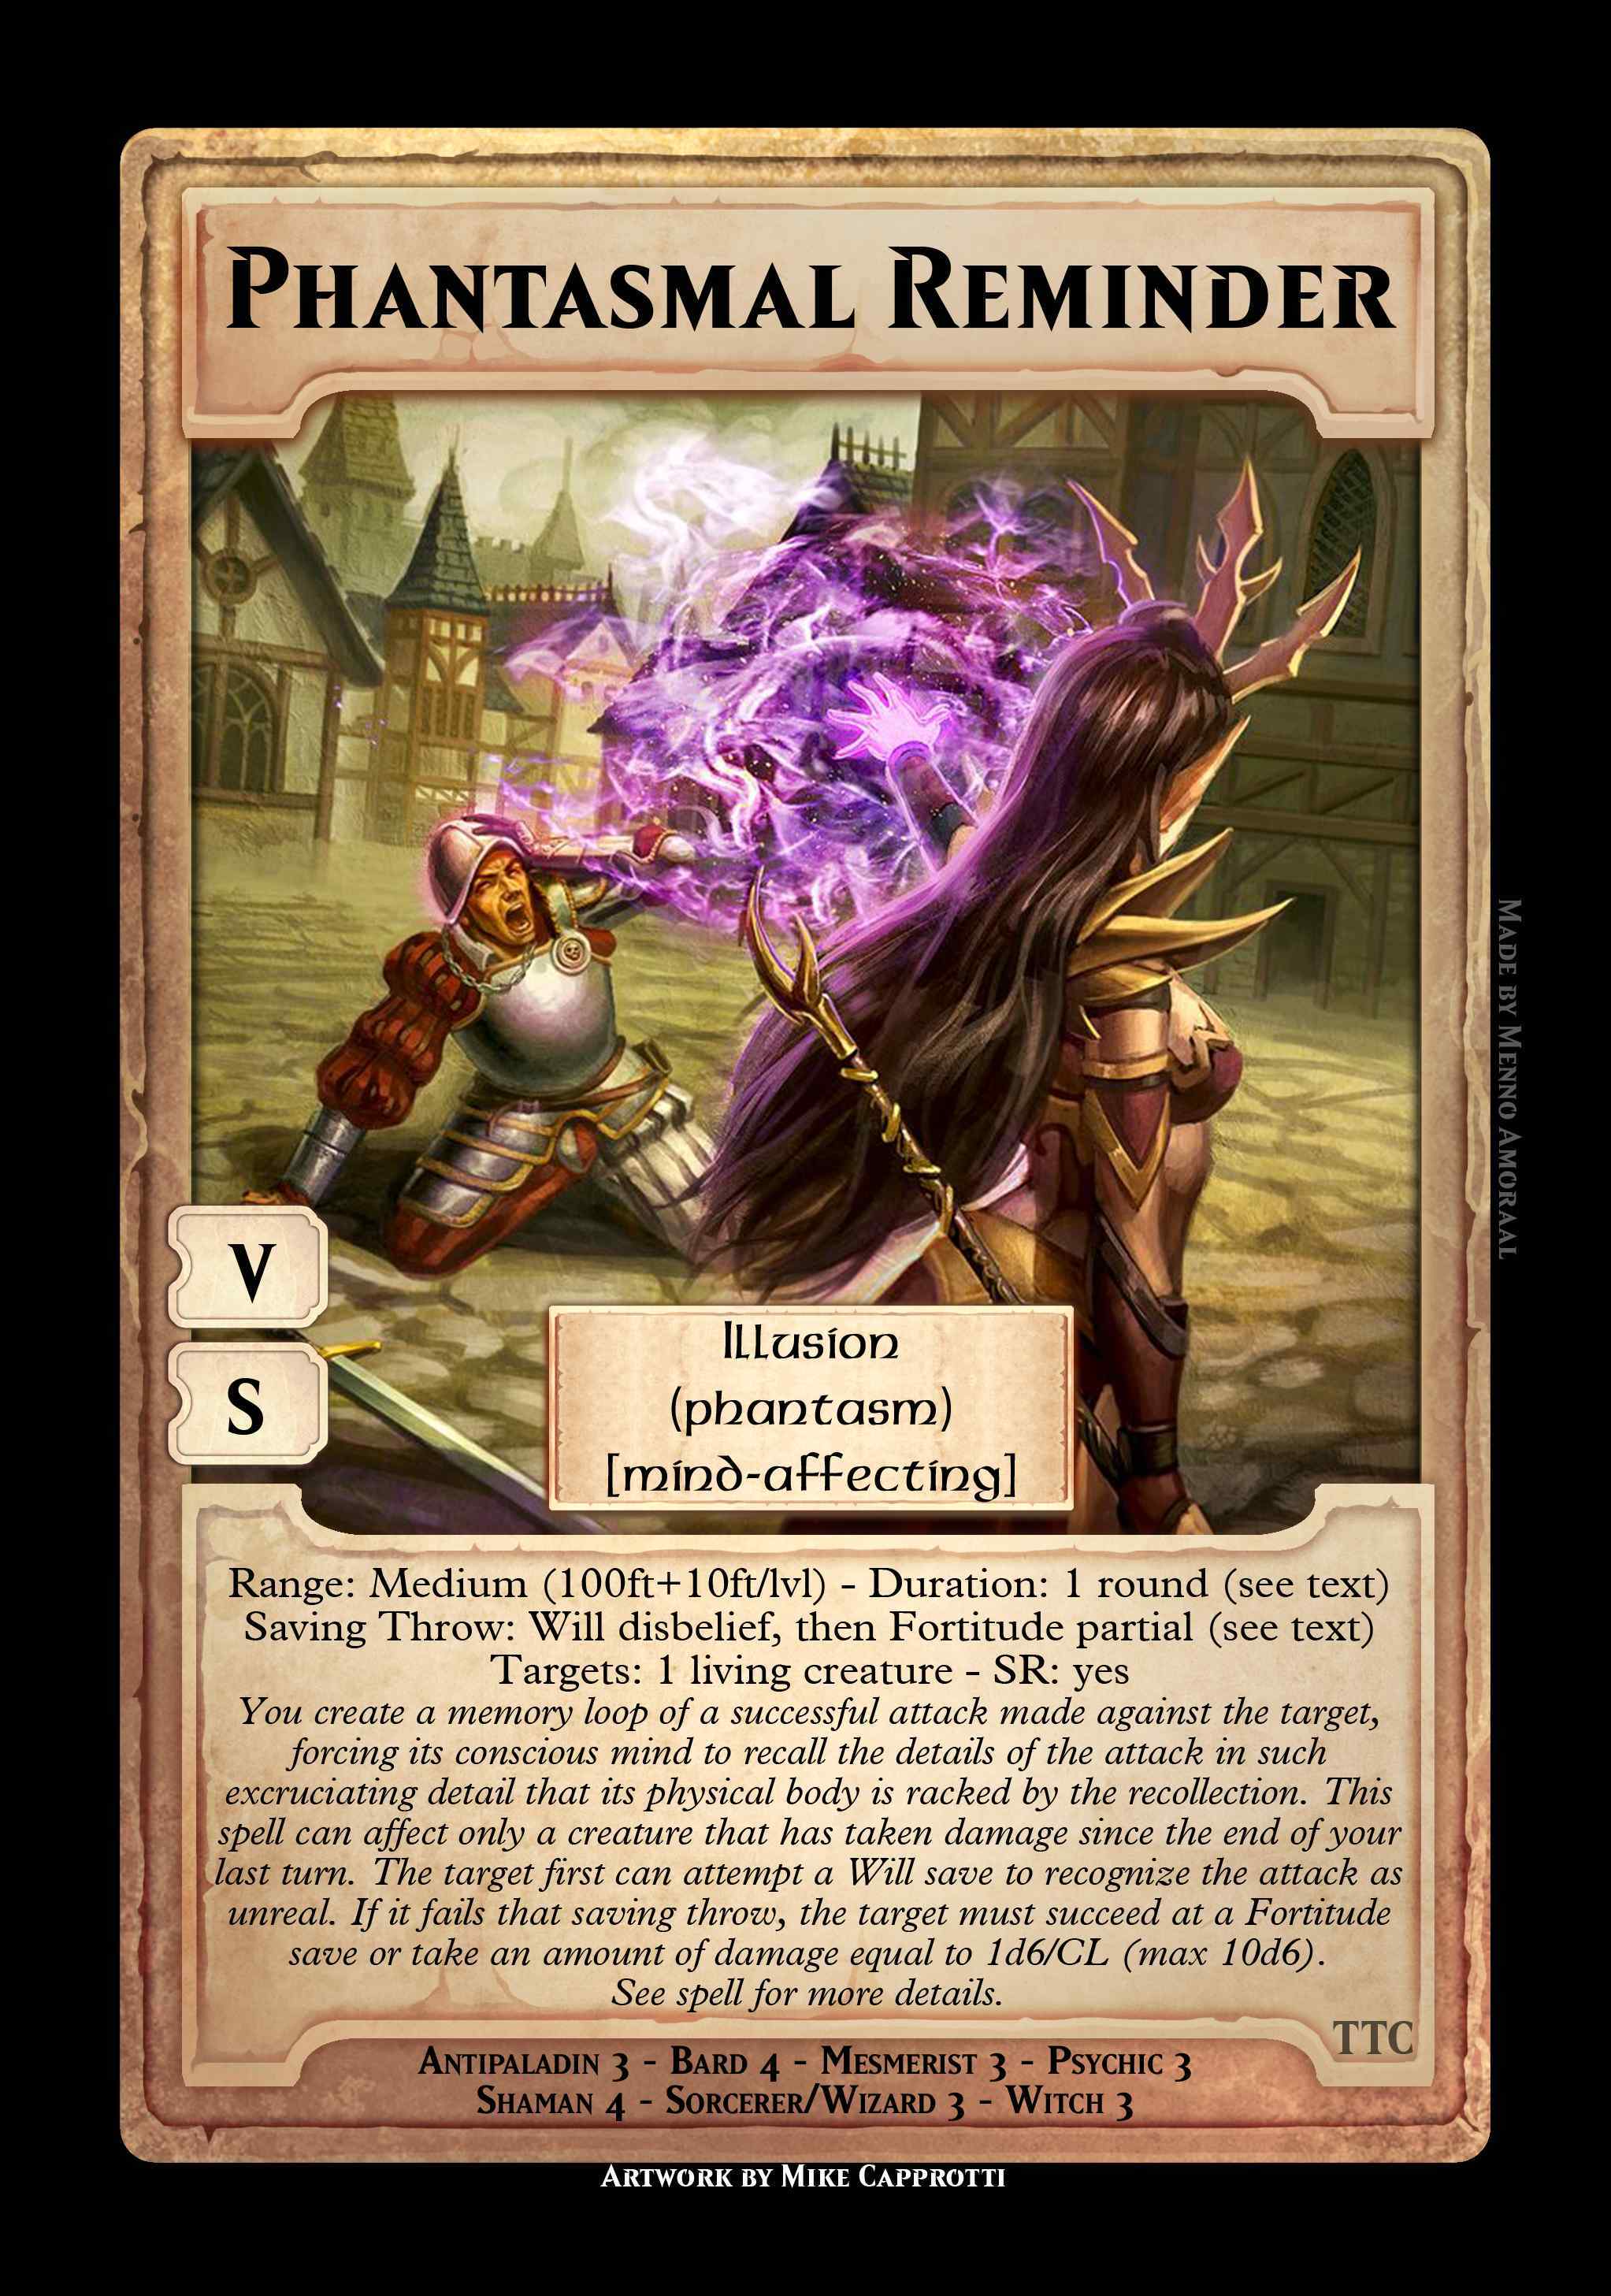 Phantasmal Reminder
V
S
Illusion
(phantasm)
[mind-affecting]
Range: Medium (100ft+10ft/lvl) - Duration: 1 round (see text)
Saving Throw: Will disbelief, then Fortitude partial (see text)
Targets: 1 living creature - SR: yes
You create a memory loop of a successful attack made against the target,
forcing its conscious mind to recall the details of the attack in such
excruciating detail that its physical body is racked by the recollection. This
spell can affect only a creature that has taken damage since the end of your
last turn. The target first can attempt a Will save to recognize the attack as
unreal. If it fails that saving throw, the target must succeed at a Fortitude
save or take an amount of damage equal to 1d6/CL (max 10d6).
See spell for more details.
TTC
Antipaladin 3 - Bard 4 - Mesmerist 3 - Psychic 3
Shaman 4 - Sorcerer/Wizard 3 - Witch 3
Artwork by Mike Capprotti
Made by Menno Amoraal